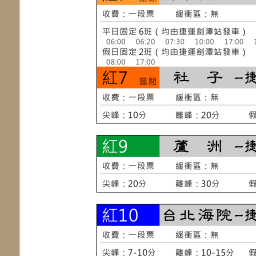 收費：一段票 緩衝區：無
平日固定6班（均由捷運劍潭站發車）
06:00 06:20 07:30 10:00 17:00
假日固定2班（均由捷運劍潭站發車）
08:00 17:00
紅7 區間 社子－捷
收費：一段票 緩衝區：無
尖峰：10分 離峰：20分 假
紅9 蘆洲－捷
收費：一段票 緩衝區：無
尖峰：20分 離峰：30分 假
紅10 台北海院－捷
收費：一段票 緩衝區：無
尖峰：7-10分 離峰：10-15分 假